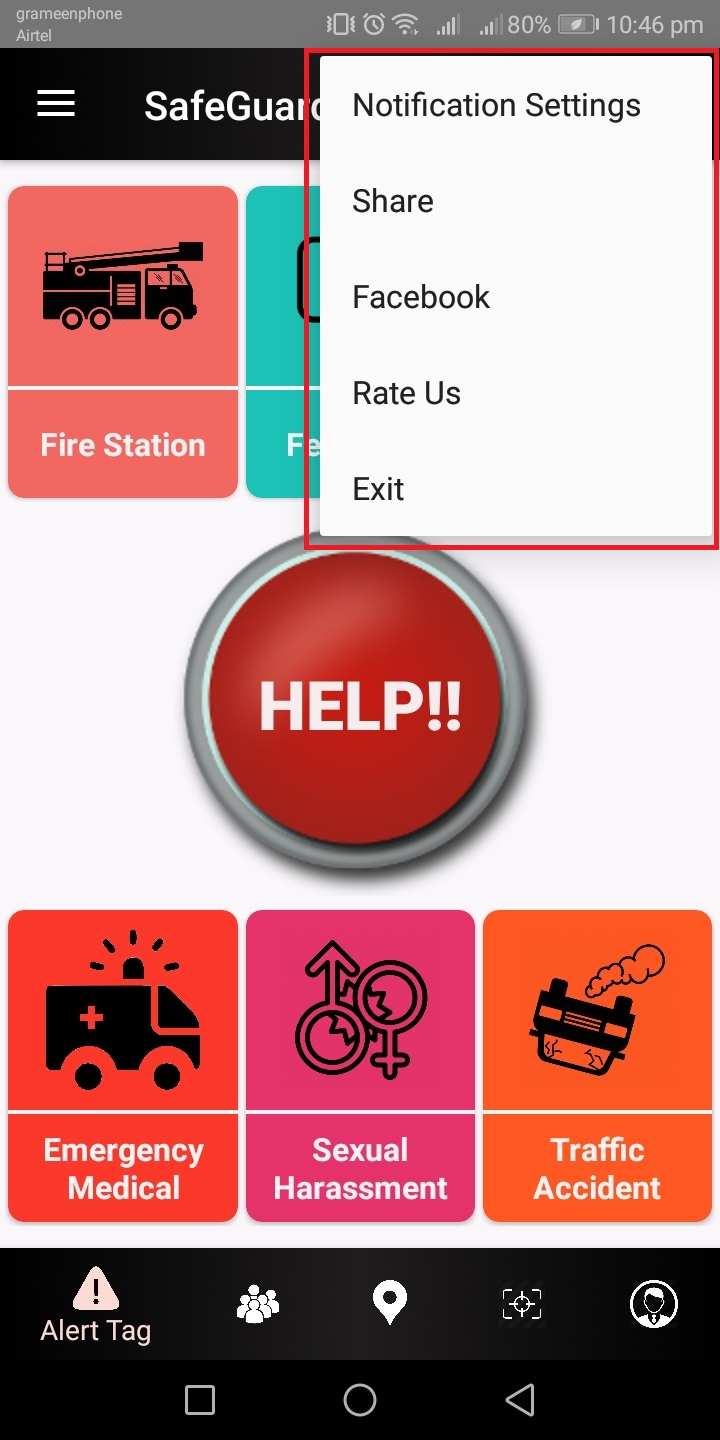 grameenphone
Airtel
80% 10:46 pm
SafeGuard
Notification Settings
Share
Facebook
Rate Us
Exit
Fire Station
Fe
HELP!!
Emergency
Medical
Sexual
Harassment
Traffic
Accident
Alert Tag